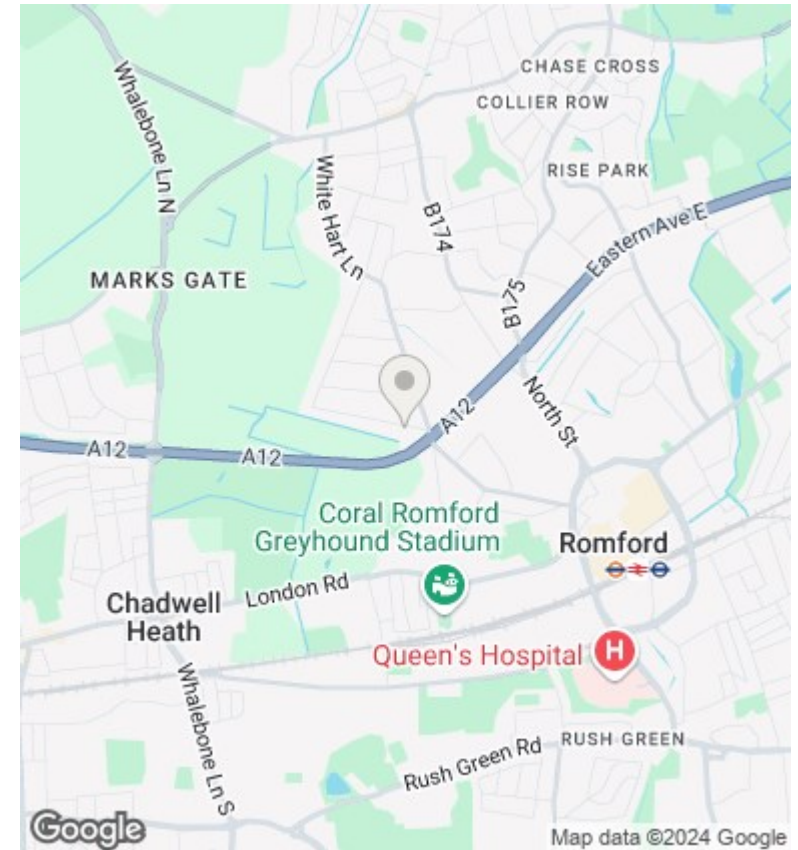 CHASE CROSS
COLLIER ROW
Whalebone Ln N
White Hart Ln
RISE PARK
B174
Eastern Ave E
MARKS GATE
B175
North St
A12
A12
A12
Coral Romford
Greyhound Stadium
Romford
London Rd
Chadwell
Heath
Queen's Hospital
H
Whalebone Ln S
Rush Green Rd
RUSH GREEN
Google
Map data ©2024 Google